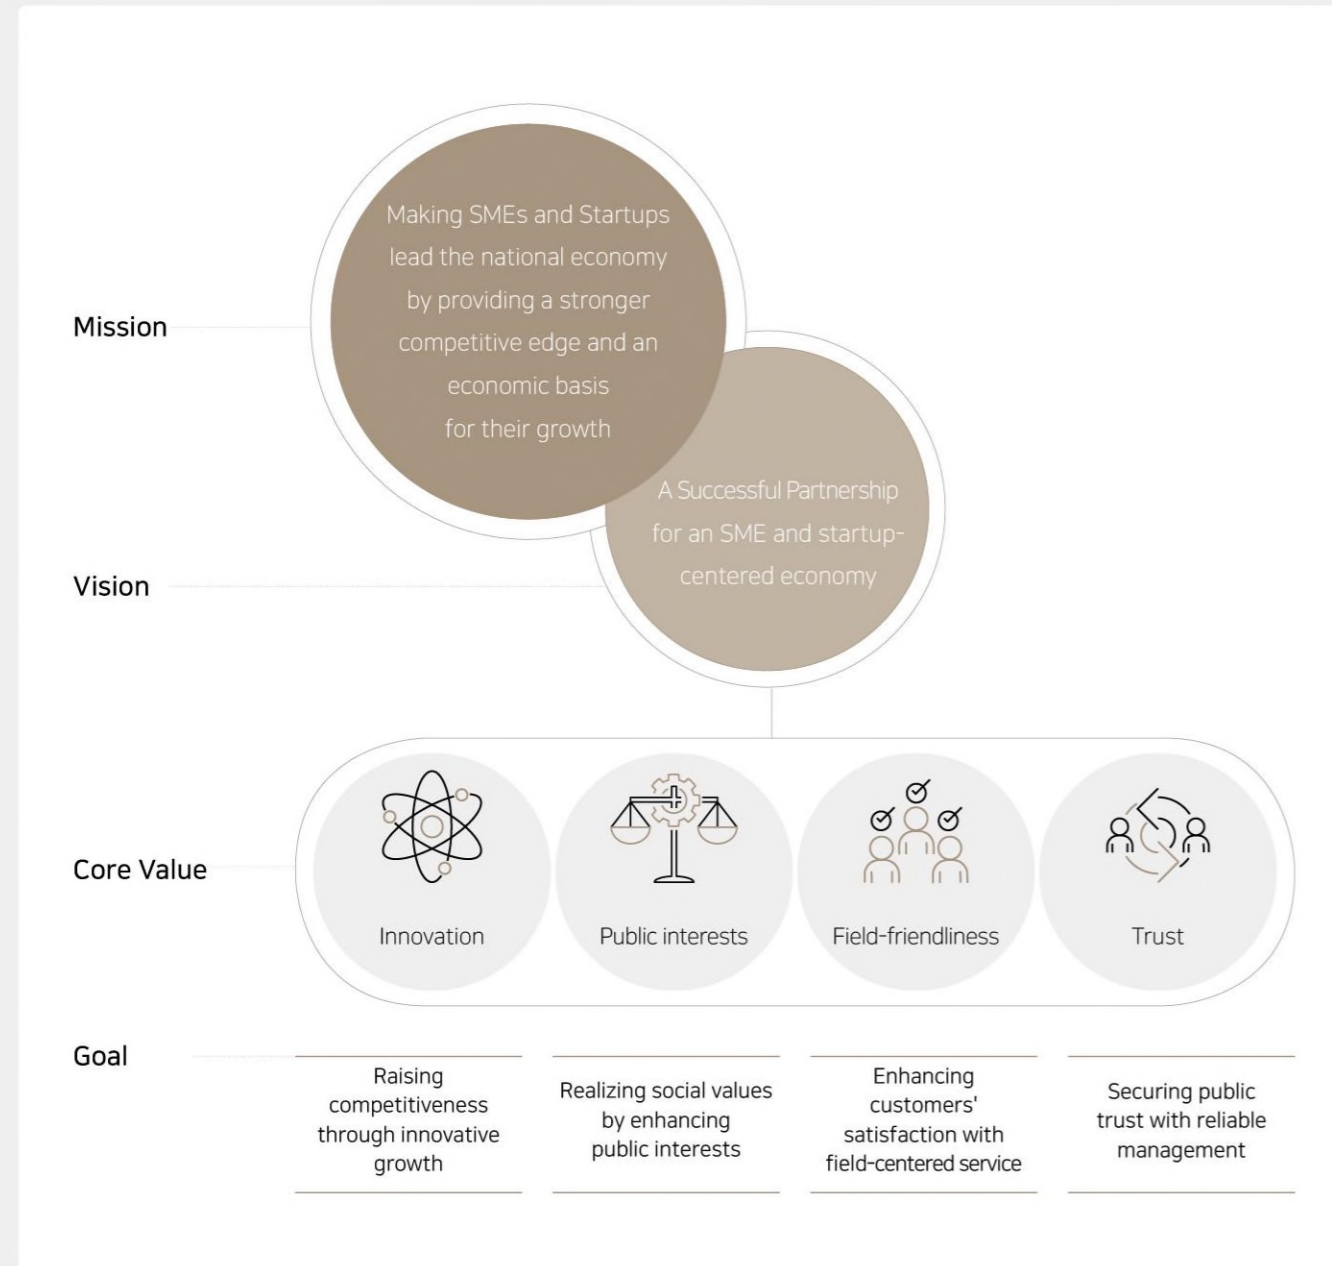 Mission
Making SMEs and Startups
lead the national economy
by providing a stronger
competitive edge and an
economic basis
for their growth
Vision
A Successful Partnership
for an SME and startup-
centered economy
Core Value
Innovation
Public interests
Field-friendliness
Trust
Goal
Raising
competitiveness
through innovative
growth
Realizing social values
by enhancing
public interests
Enhancing
customers'
satisfaction with
field-centered service
Securing public
trust with reliable
management